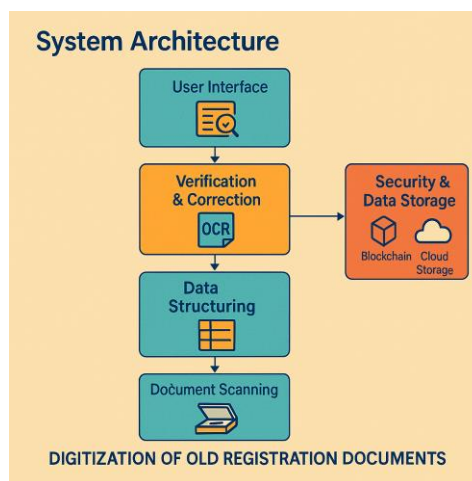 System Architecture
User Interface
Verification
& Correction
OCR
Security &
Data Storage
Blockchain
Cloud
Storage
Data
Structuring
Document Scanning
DIGITIZATION OF OLD REGISTRATION DOCUMENTS